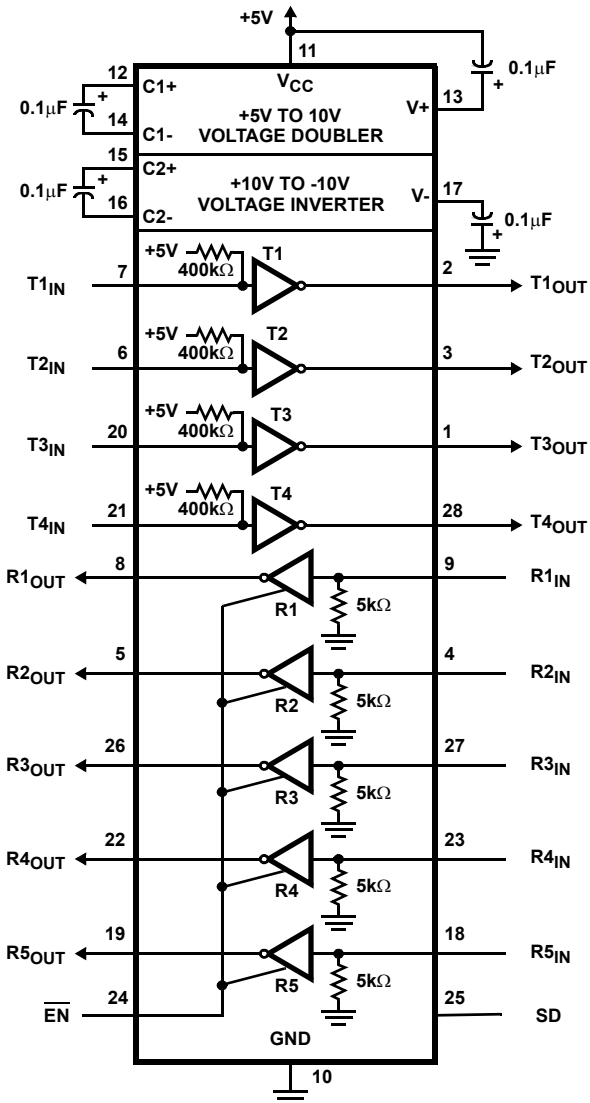 +5V
11
12
C1+
VCC
0.1μF
+
0.1μF
+
13
V+
+5V TO 10V
VOLTAGE DOUBLER
14
C1-
15
C2+
0.1μF
+
+10V TO -10V
VOLTAGE INVERTER
V-
17
16
C2-
0.1μF
+
+5V
400kΩ
T1
T1IN
7
2
T1OUT
+5V
400kΩ
T2
T2IN
6
3
T2OUT
+5V
400kΩ
T3
T3IN
20
1
T3OUT
+5V
400kΩ
T4
T4IN
21
28
T4OUT
R1OUT
8
9
R1IN
R1
5kΩ
R2OUT
5
4
R2IN
R2
5kΩ
R3OUT
26
27
R3IN
R3
5kΩ
R4OUT
22
23
R4IN
R4
5kΩ
R5OUT
19
18
R5IN
R5
5kΩ
EN
24
25
SD
GND
10